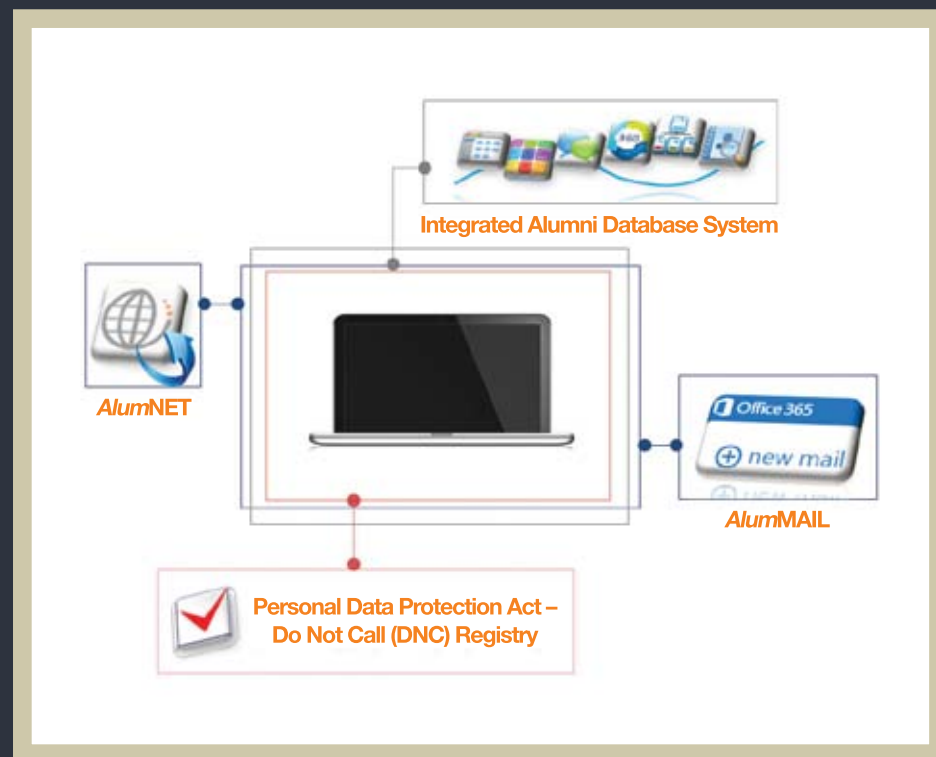 360
Integrated Alumni Database System
AlumNET
Office 365
new mail
AlumMAIL
Personal Data Protection Act –
Do Not Call (DNC) Registry